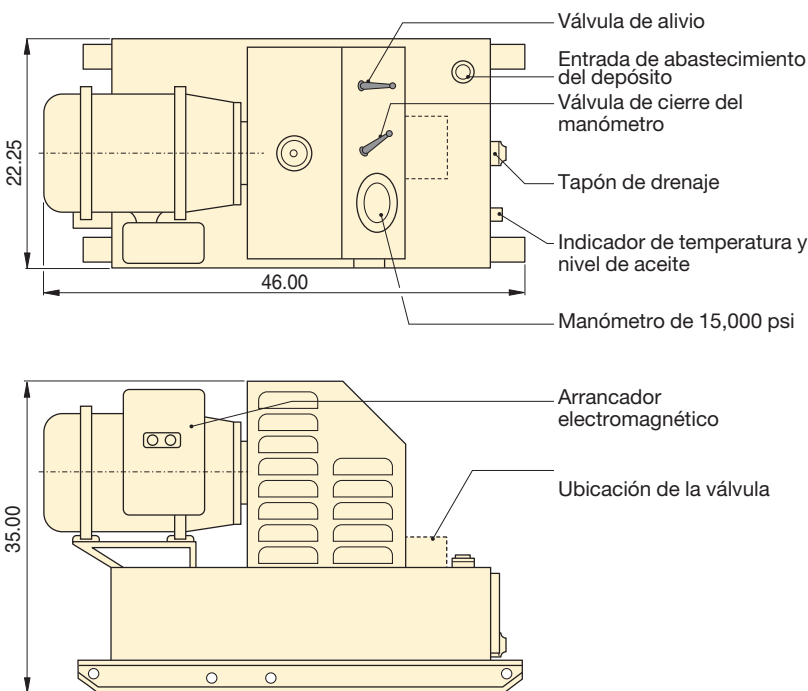 Válvula de alivio
Entrada de abastecimiento
del depósito
Válvula de cierre del
manómetro
22.25
Tapón de drenaje
Indicador de temperatura y
nivel de aceite
46.00
Manómetro de 15,000 psi
Arrancador
electromagnético
Ubicación de la válvula
35.00